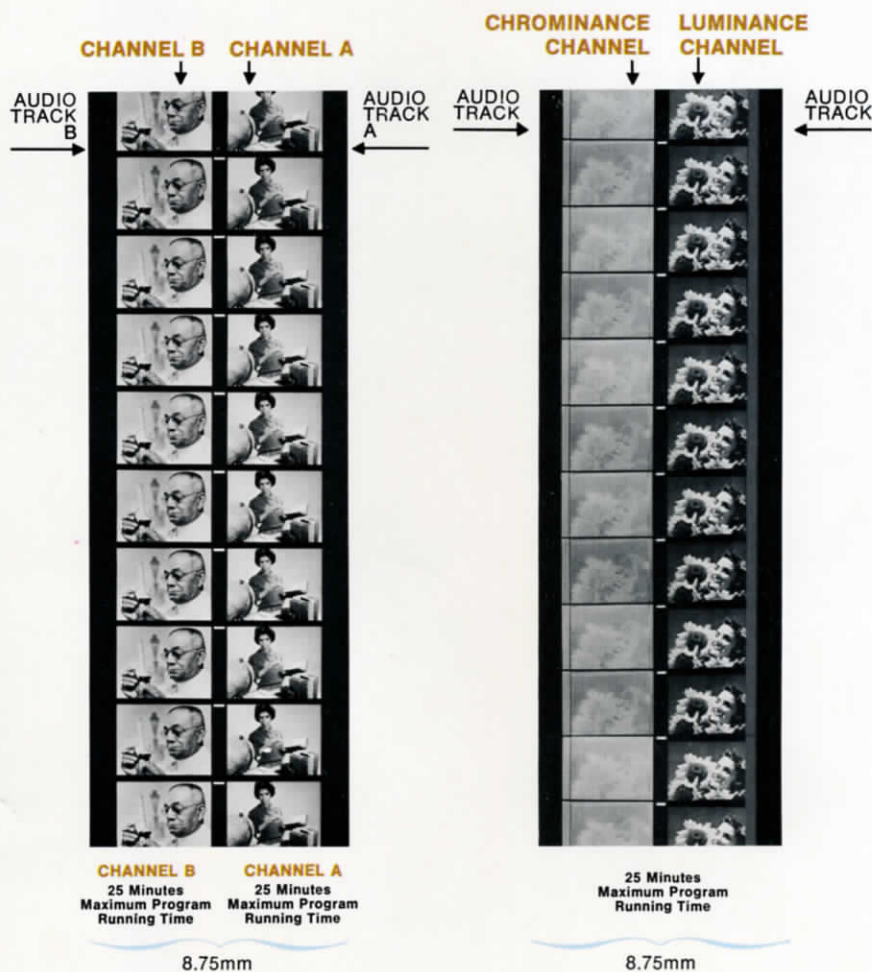 CHANNEL B
CHANNEL A
AUDIO
TRACK
B
AUDIO
TRACK
A
CHROMINANCE
CHANNEL
LUMINANCE
CHANNEL
AUDIO
TRACK
AUDIO
TRACK
CHANNEL B
25 Minutes
Maximum Program
Running Time
CHANNEL A
25 Minutes
Maximum Program
Running Time
8.75mm
25 Minutes
Maximum Program
Running Time
8.75mm